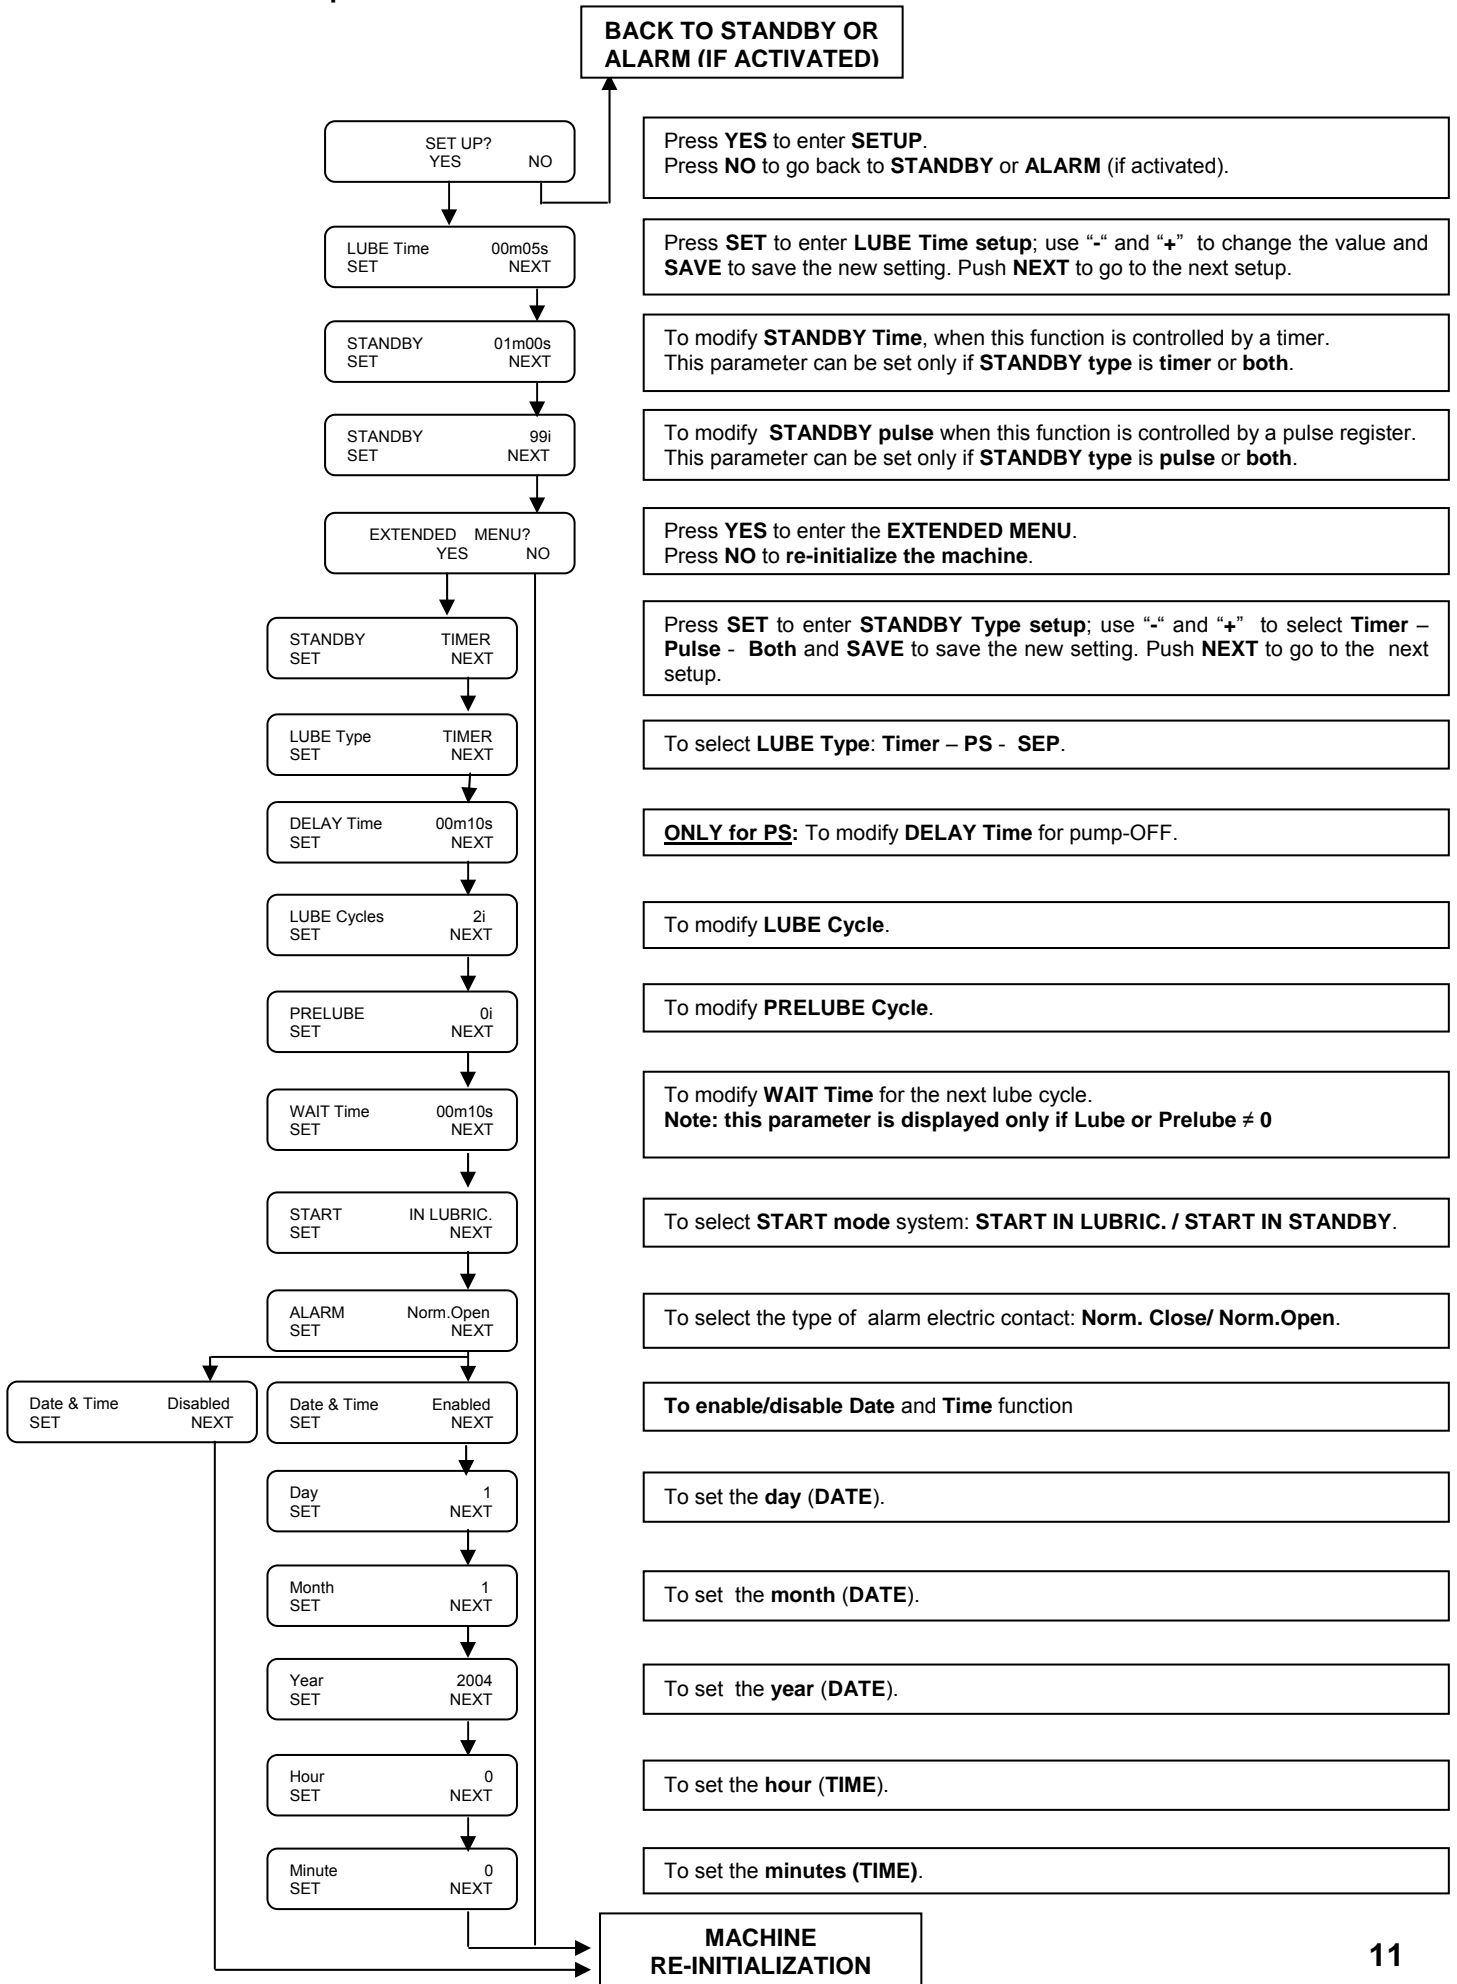 BACK TO STANDBY OR
ALARM (IF ACTIVATED)
SET UP?
YES NO
Press YES to enter SETUP.
Press NO to go back to STANDBY or ALARM (if activated).
LUBE Time 00m05s
SET NEXT
Press SET to enter LUBE Time setup; use “-“ and “+” to change the value and
SAVE to save the new setting. Push NEXT to go to the next setup.
STANDBY 01m00s
SET NEXT
To modify STANDBY Time, when this function is controlled by a timer.
This parameter can be set only if STANDBY type is timer or both.
STANDBY 99i
SET NEXT
To modify STANDBY pulse when this function is controlled by a pulse register.
This parameter can be set only if STANDBY type is pulse or both.
EXTENDED MENU?
YES NO
Press YES to enter the EXTENDED MENU.
Press NO to re-initialize the machine.
STANDBY TIMER
SET NEXT
Press SET to enter STANDBY Type setup; use “-“ and “+” to select Timer –
Pulse - Both and SAVE to save the new setting. Push NEXT to go to the next
setup.
LUBE Type TIMER
SET NEXT
To select LUBE Type: Timer – PS - SEP.
DELAY Time 00m10s
SET NEXT
ONLY for PS: To modify DELAY Time for pump-OFF.
LUBE Cycles 2i
SET NEXT
To modify LUBE Cycle.
PRELUBE 0i
SET NEXT
To modify PRELUBE Cycle.
WAIT Time 00m10s
SET NEXT
To modify WAIT Time for the next lube cycle.
Note: this parameter is displayed only if Lube or Prelube ≠ 0
START IN LUBRIC.
SET NEXT
To select START mode system: START IN LUBRIC. / START IN STANDBY.
ALARM Norm.Open
SET NEXT
To select the type of alarm electric contact: Norm. Close/ Norm.Open.
Date & Time Disabled
SET NEXT
Date & Time Enabled
SET NEXT
To enable/disable Date and Time function
Day 1
SET NEXT
To set the day (DATE).
Month 1
SET NEXT
To set the month (DATE).
Year 2004
SET NEXT
To set the year (DATE).
Hour 0
SET NEXT
To set the hour (TIME).
Minute 0
SET NEXT
To set the minutes (TIME).
MACHINE
RE-INITIALIZATION
11